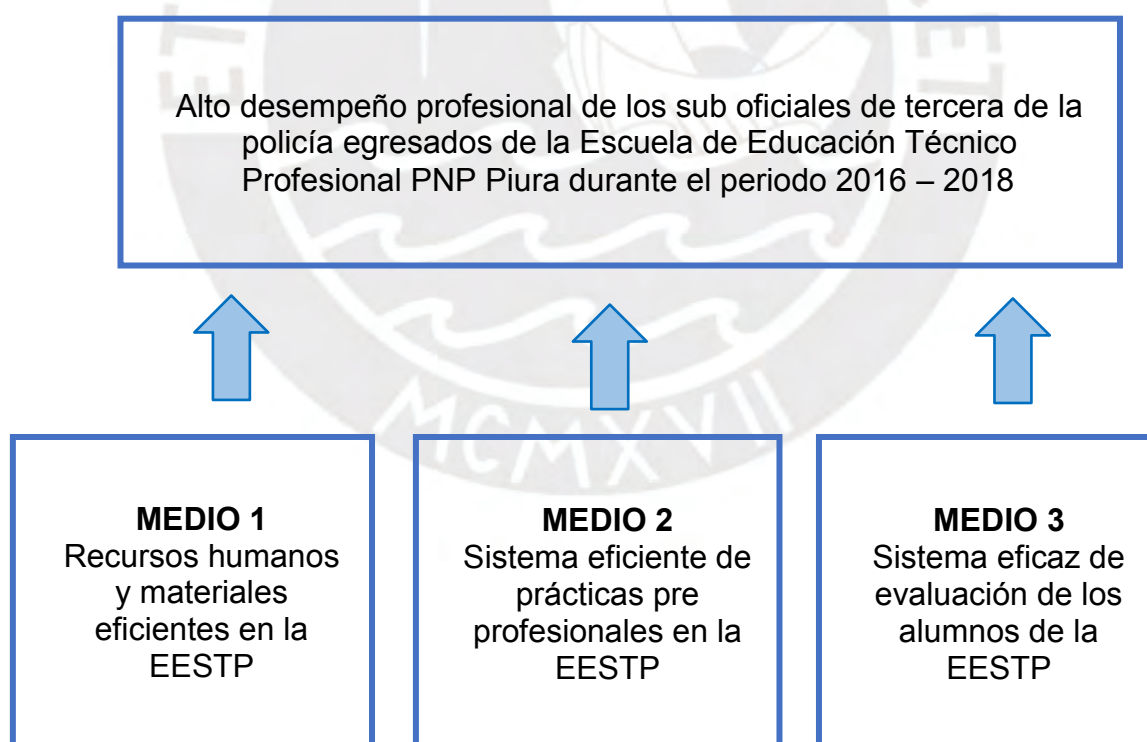 Alto desempeño profesional de los sub oficiales de tercera de la
policía egresados de la Escuela de Educación Técnico
Profesional PNP Piura durante el periodo 2016 – 2018
MEDIO 1
Recursos humanos
y materiales
eficientes en la
EESTP
MEDIO 2
Sistema eficiente de
prácticas pre
profesionales en la
EESTP
MEDIO 3
Sistema eficaz de
evaluación de los
alumnos de la
EESTP
ET
MCMXVII